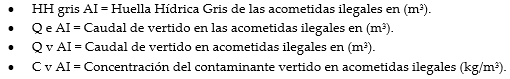 • HH gris AI = Huella Hídrica Gris de las acometidas ilegales en (m³).
• Q e AI = Caudal de vertido en las acometidas ilegales en (m³).
• Q v AI = Caudal de vertido en acometidas ilegales en (m³).
• C v AI = Concentración del contaminante vertido en acometidas ilegales (kg/m³).